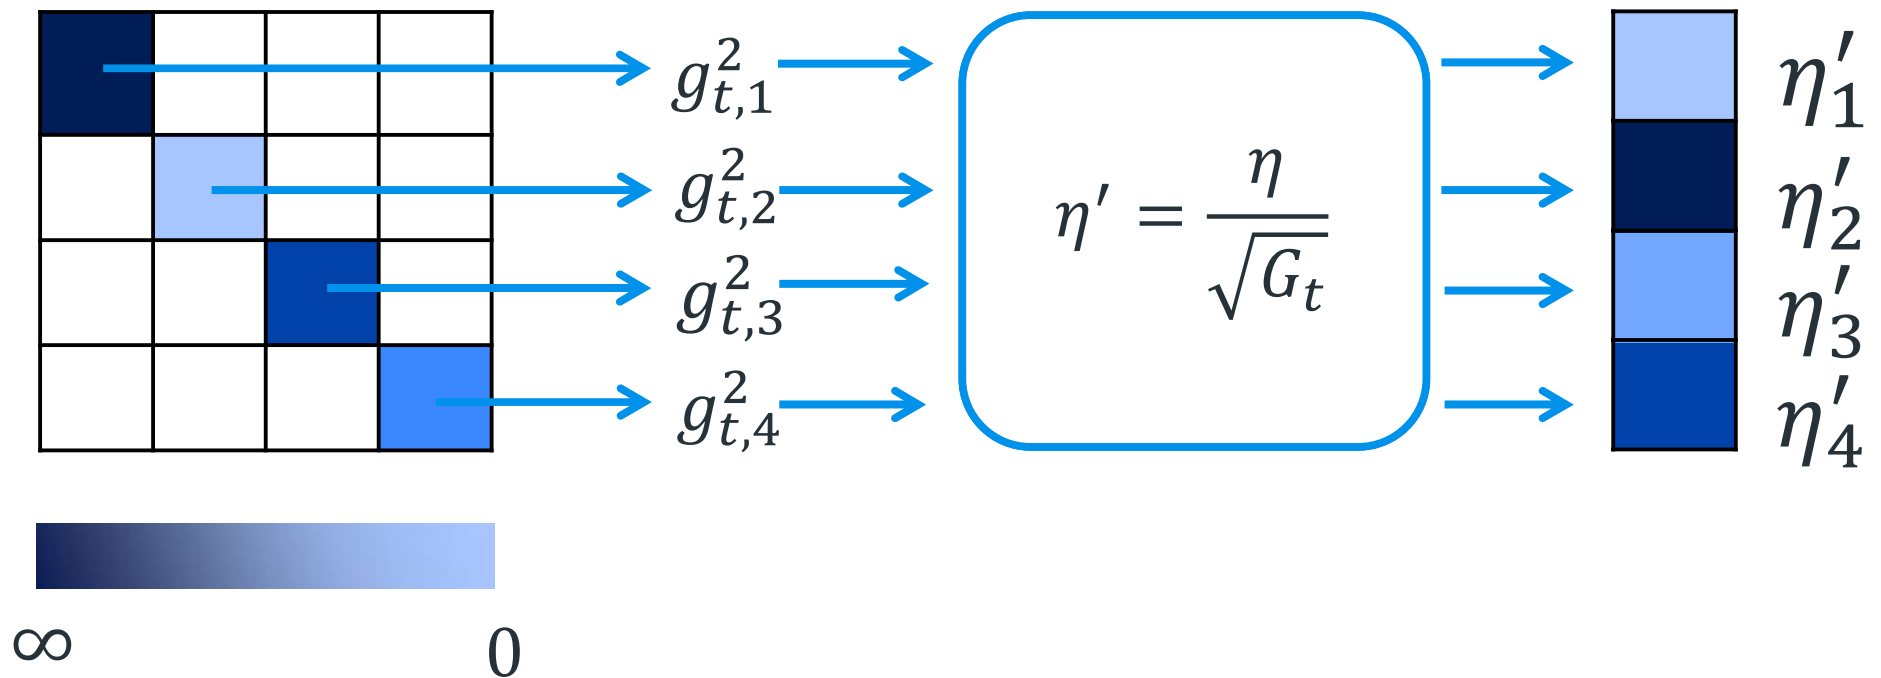 g²ₜ,₁
g²ₜ,₂
g²ₜ,₃
g²ₜ,₄
η′ = η / √Gₜ
η′₁
η′₂
η′₃
η′₄
∞ 0